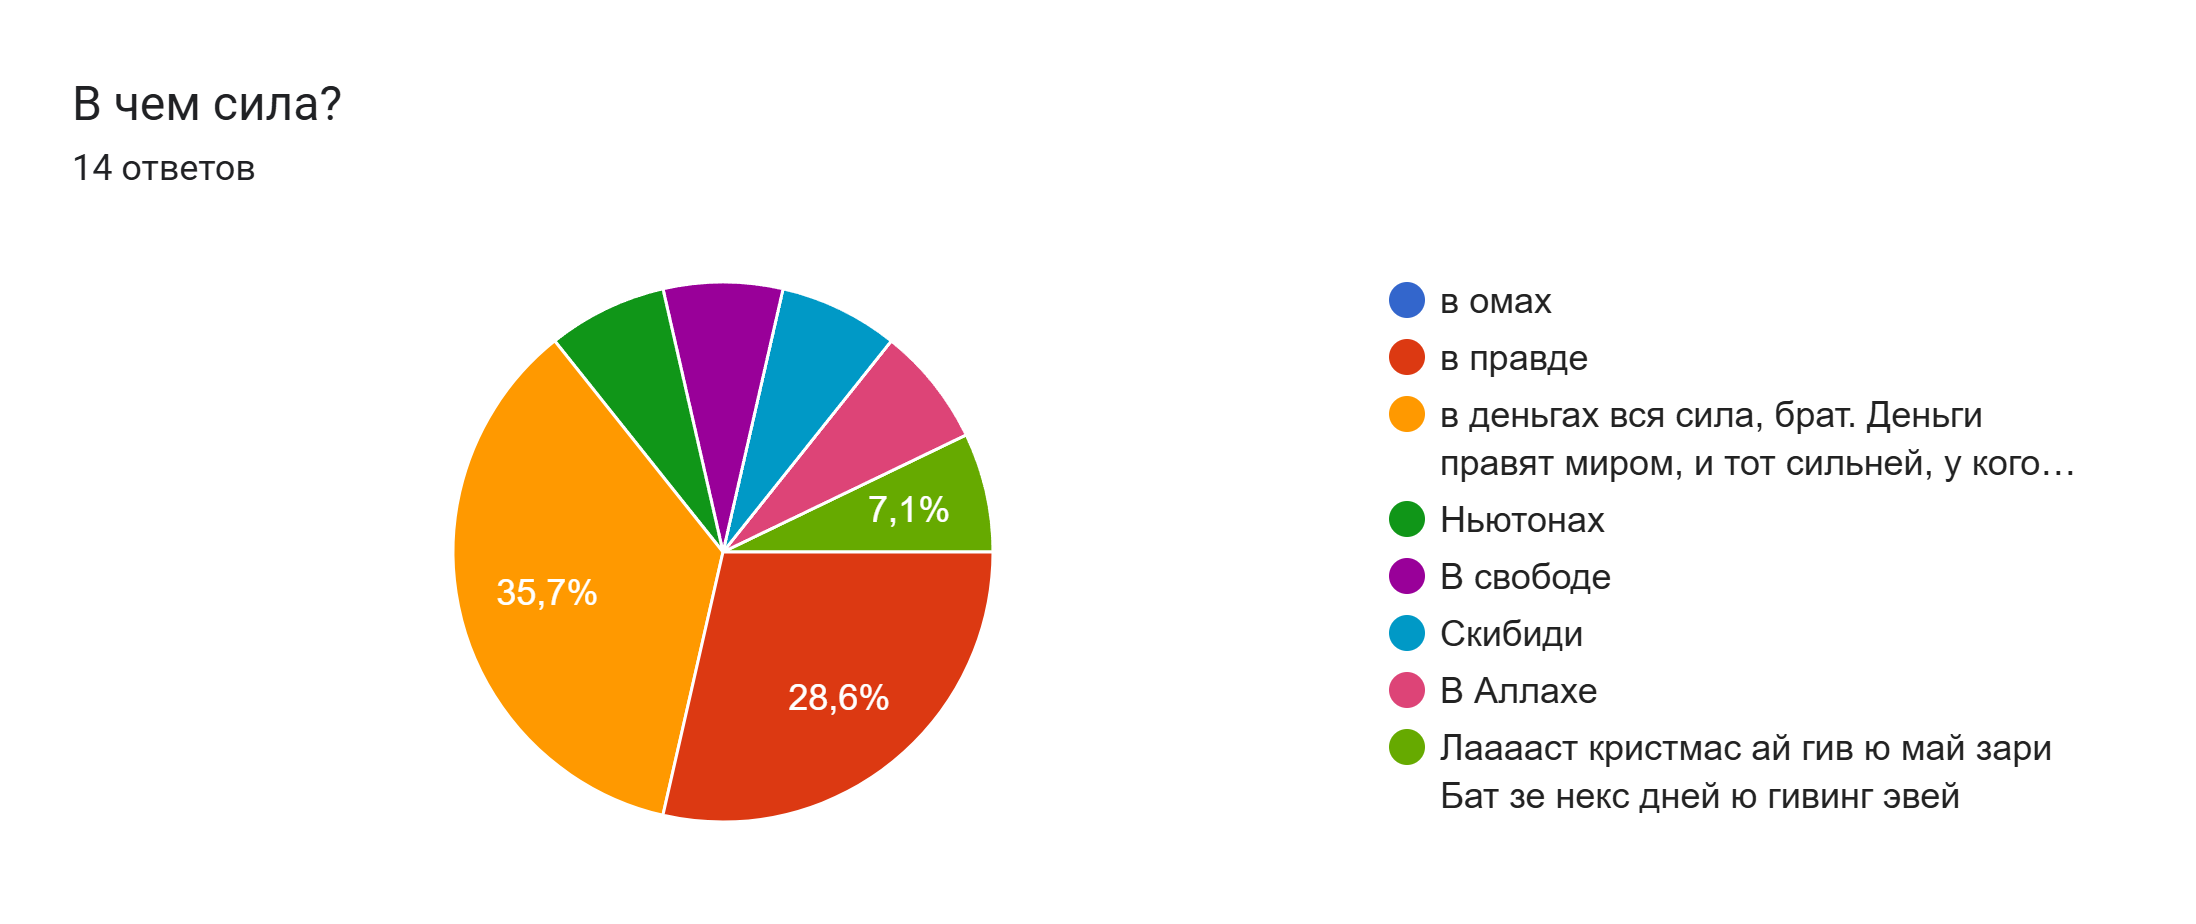 В чем сила?
14 ответов
7,1%
35,7%
28,6%
в омах
в правде
в деньгах вся сила, брат. Деньги
правят миром, и тот сильней, у кого…
Ньютонах
В свободе
Скибиди
В Аллахе
Лааааст кристмас ай гив ю май зари
Бат зе некс дней ю гивинг эвей